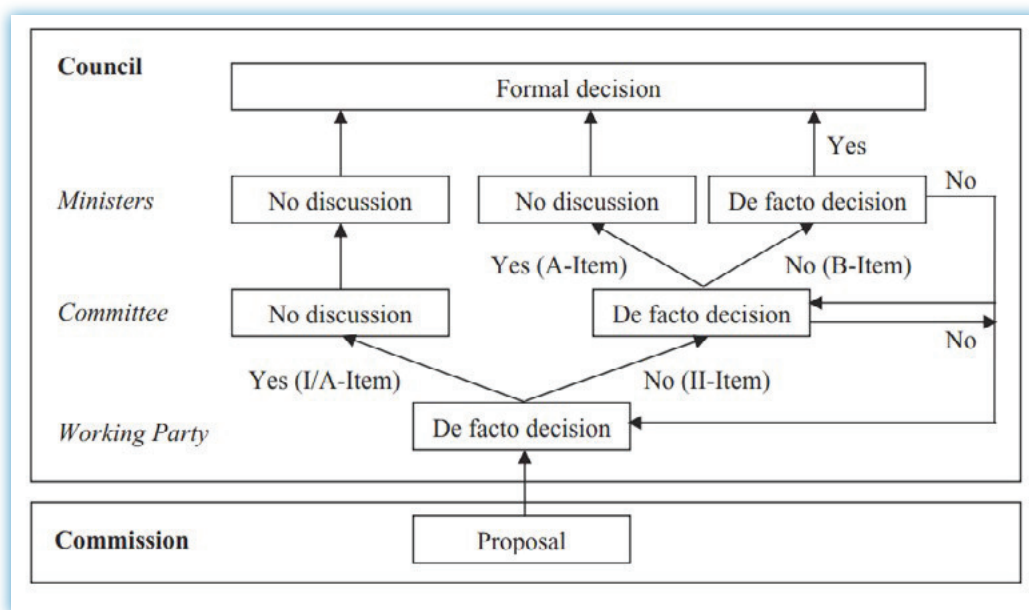 Council
Formal decision
Yes
No
Ministers
No discussion
No discussion
De facto decision
Yes (A-Item)
No (B-Item)
Committee
No discussion
De facto decision
No
Yes (I/A-Item)
No (II-Item)
Working Party
De facto decision
Commission
Proposal